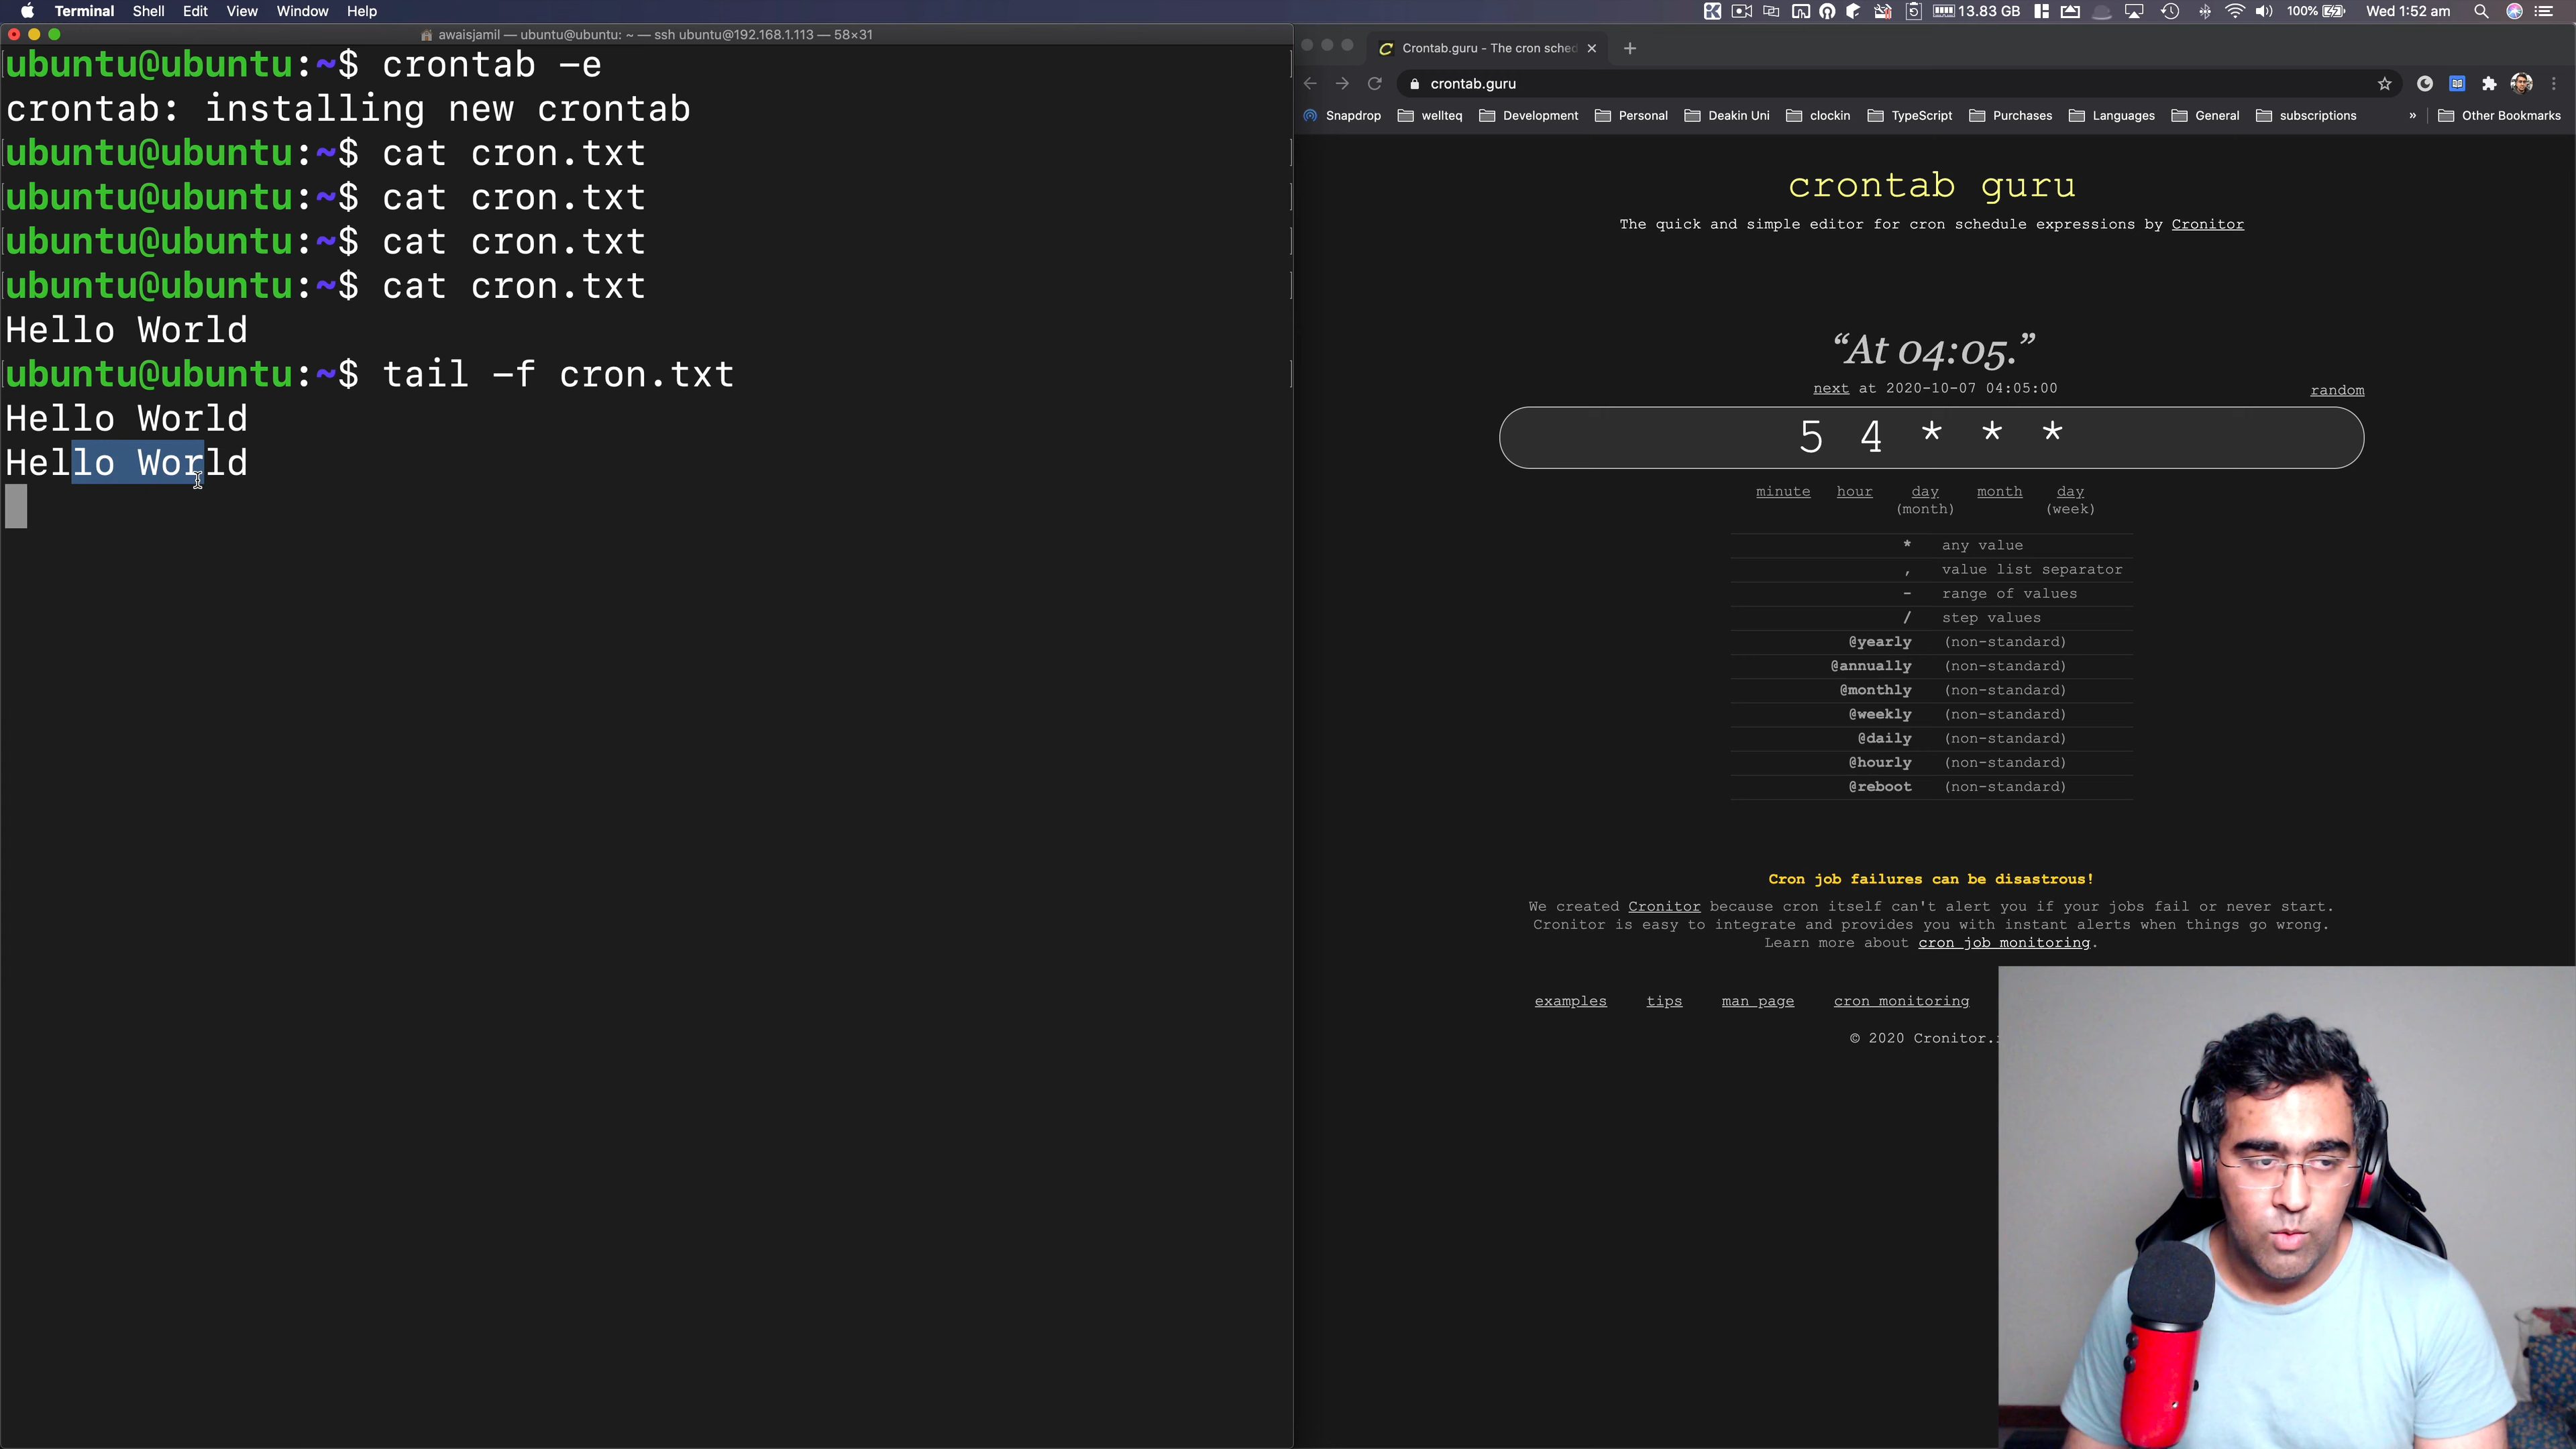 Terminal Shell Edit View Window Help
13.83 GB 100% Wed 1:52 am
awaisjamil — ubuntu@ubuntu: ~ — ssh ubuntu@192.168.1.113 — 58×31
ubuntu@ubuntu:~$ crontab -e
crontab: installing new crontab
ubuntu@ubuntu:~$ cat cron.txt
ubuntu@ubuntu:~$ cat cron.txt
ubuntu@ubuntu:~$ cat cron.txt
ubuntu@ubuntu:~$ cat cron.txt
Hello World
ubuntu@ubuntu:~$ tail -f cron.txt
Hello World
Hello World
Crontab.guru - The cron sched
crontab.guru
Snapdrop wellteq Development Personal Deakin Uni clockin TypeScript Purchases Languages General subscriptions » Other Bookmarks
crontab guru
The quick and simple editor for cron schedule expressions by Cronitor
“At 04:05.”
next at 2020-10-07 04:05:00
random
5 4 * * *
minute hour day (month) month day (week)
* any value
, value list separator
- range of values
/ step values
@yearly (non-standard)
@annually (non-standard)
@monthly (non-standard)
@weekly (non-standard)
@daily (non-standard)
@hourly (non-standard)
@reboot (non-standard)
Cron job failures can be disastrous!
We created Cronitor because cron itself can't alert you if your jobs fail or never start.
Cronitor is easy to integrate and provides you with instant alerts when things go wrong.
Learn more about cron job monitoring.
examples tips man page cron monitoring
© 2020 Cronitor.